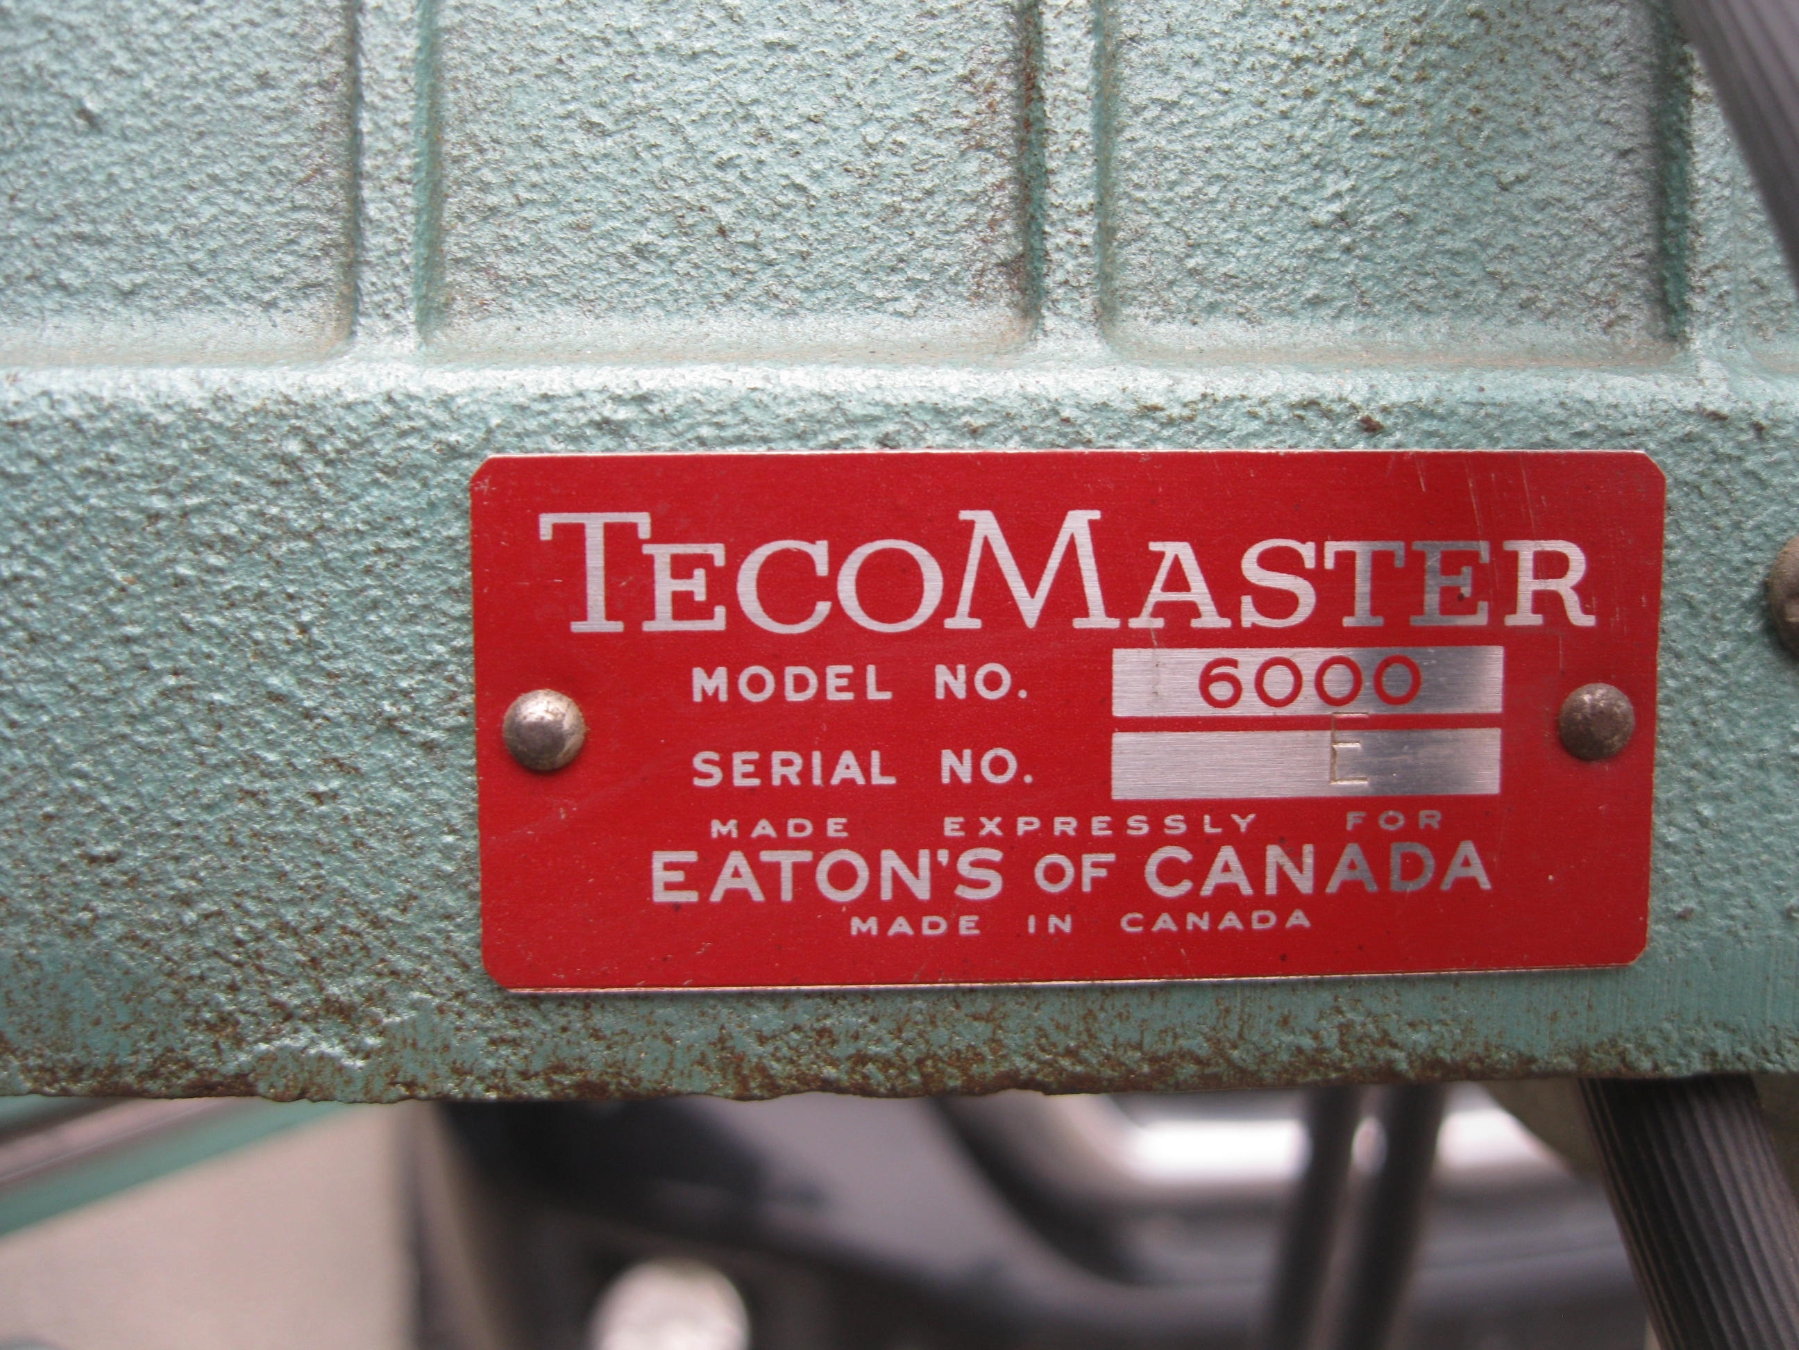 TECOMASTER
MODEL NO. 6000
SERIAL NO. E
MADE EXPRESSLY FOR
EATON'S OF CANADA
MADE IN CANADA